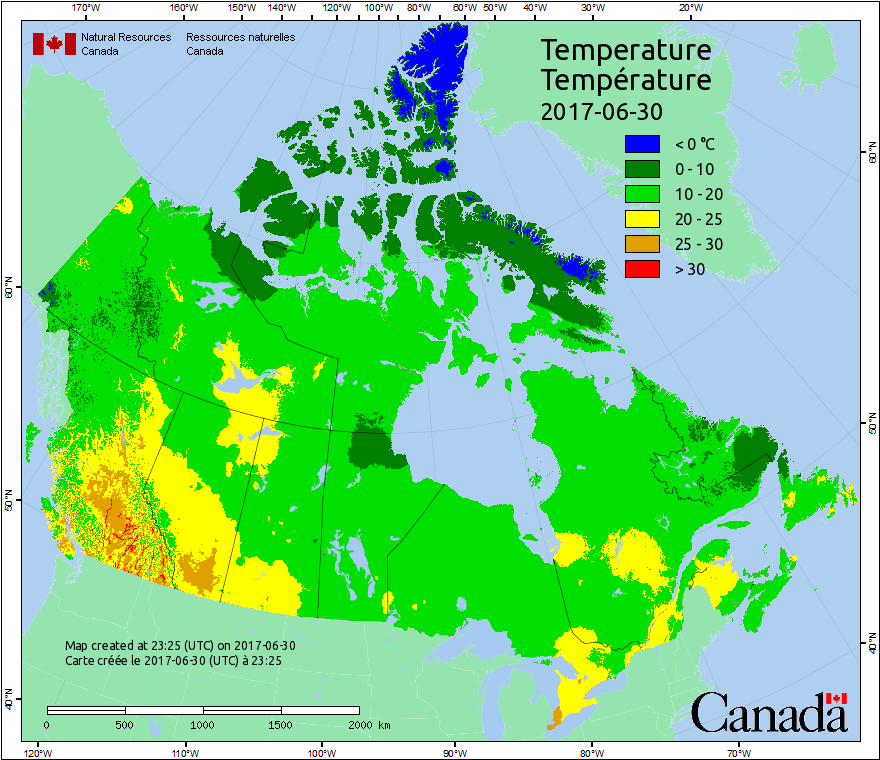 170°W 160°W 150°W 140°W 130°W 120°W 110°W 100°W 80°W 60°W 50°W 40°W 30°W 20°W
Natural Resources Ressources naturelles
Canada Canada
Temperature
Température
2017-06-30
< 0 °C
0 - 10
10 - 20
20 - 25
25 - 30
> 30
60°N
60°N
50°N
50°N
40°N
40°N
Map created at 23:25 (UTC) on 2017-06-30
Carte créée le 2017-06-30 (UTC) à 23:25
0 500 1000 1500 2000 km
Canada
120°W 110°W 100°W 90°W 80°W 70°W